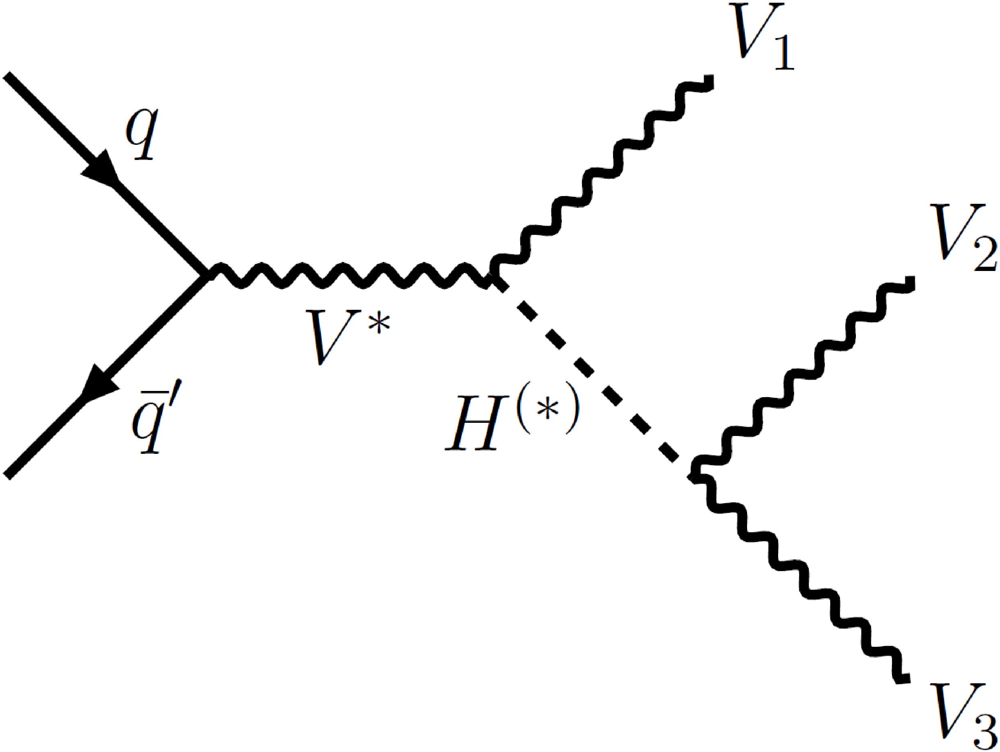 V₁
q
V₂
V*
q̅′
H⁽*⁾
V₃